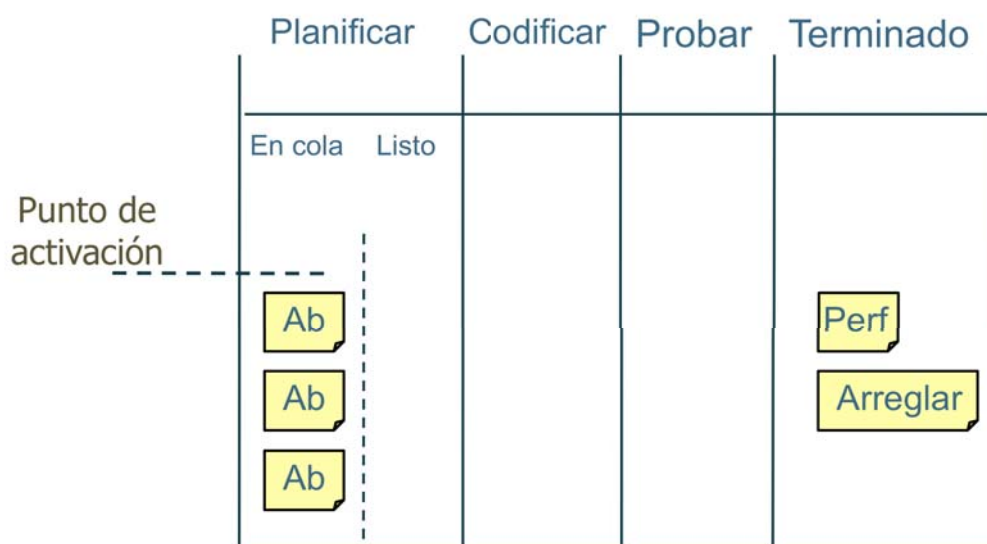 Planificar Codificar Probar Terminado
En cola Listo
Punto de
activación
Ab Perf
Ab Arreglar
Ab